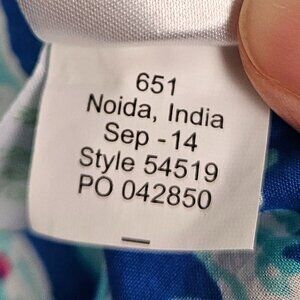 651
Noida, India
Sep -14
Style 54519
PO 042850